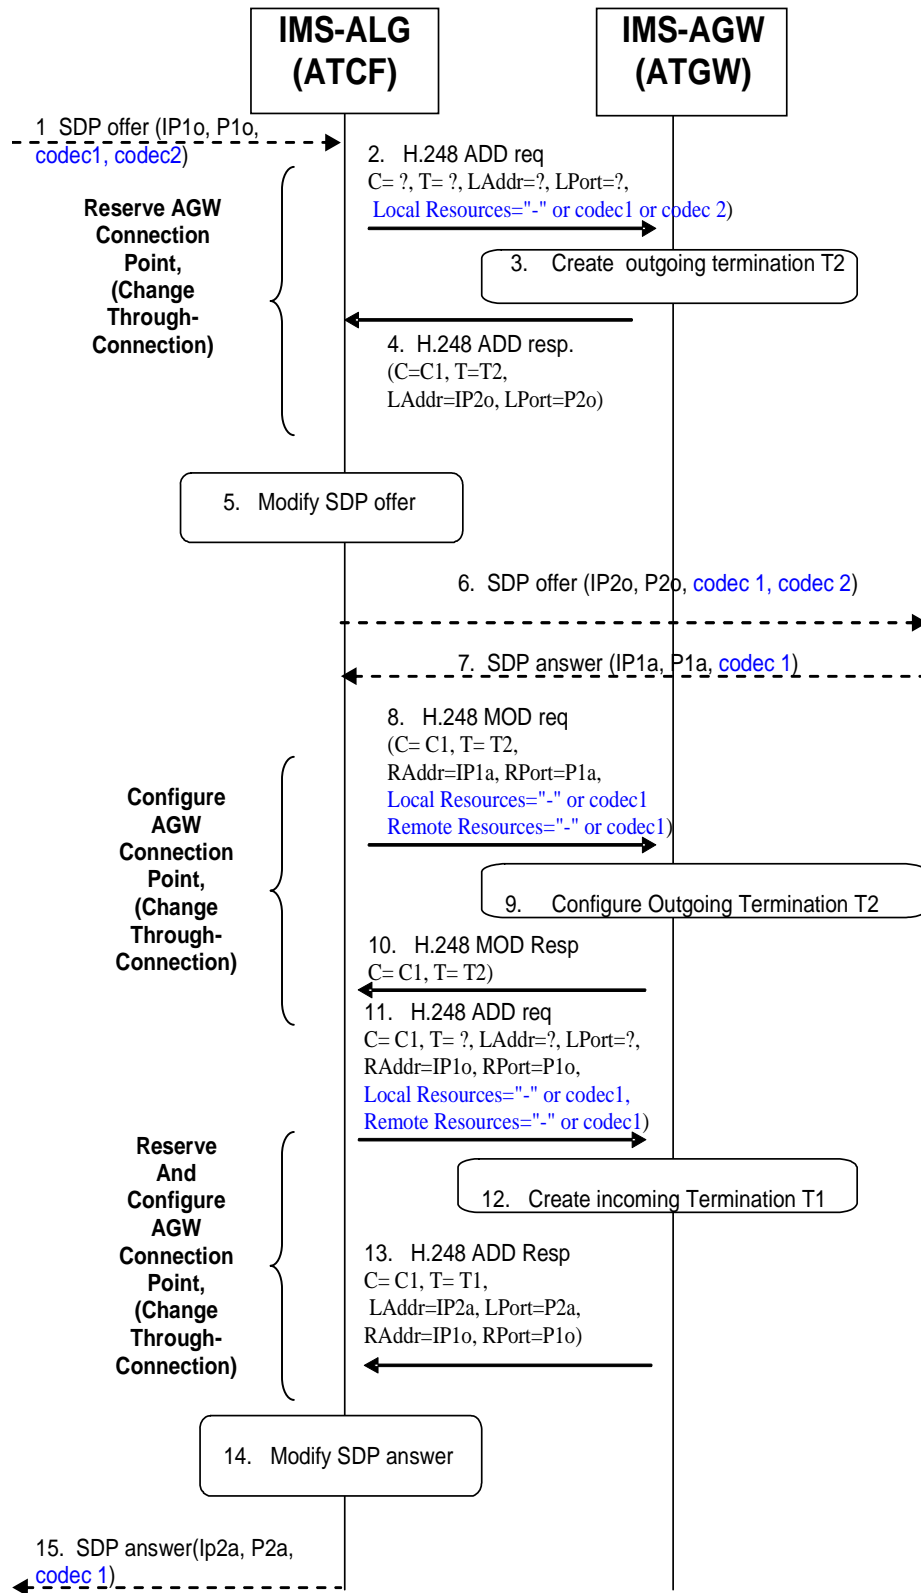 IMS-ALG
(ATCF)
IMS-AGW
(ATGW)
1 SDP offer (IP1o, P1o,
codec1, codec2)
2. H.248 ADD req
C= ?, T= ?, LAddr=?, LPort=?,
Local Resources="-" or codec1 or codec 2)
Reserve AGW
Connection
Point,
(Change
Through-
Connection)
3. Create outgoing termination T2
4. H.248 ADD resp.
(C=C1, T=T2,
LAddr=IP2o, LPort=P2o)
5. Modify SDP offer
6. SDP offer (IP2o, P2o, codec 1, codec 2)
7. SDP answer (IP1a, P1a, codec 1)
8. H.248 MOD req
(C= C1, T= T2,
RAddr=IP1a, RPort=P1a,
Local Resources="-" or codec1
Remote Resources="-" or codec1)
Configure
AGW
Connection
Point,
(Change
Through-
Connection)
9. Configure Outgoing Termination T2
10. H.248 MOD Resp
C= C1, T= T2)
11. H.248 ADD req
C= C1, T= ?, LAddr=?, LPort=?,
RAddr=IP1o, RPort=P1o,
Local Resources="-" or codec1,
Remote Resources="-" or codec1)
Reserve
And
Configure
AGW
Connection
Point,
(Change
Through-
Connection)
12. Create incoming Termination T1
13. H.248 ADD Resp
C= C1, T= T1,
LAddr=IP2a, LPort=P2a,
RAddr=IP1o, RPort=P1o)
14. Modify SDP answer
15. SDP answer(Ip2a, P2a,
codec 1)